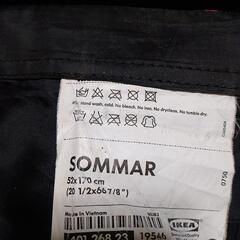 Hand wash, cold. No bleach. No iron. No dryclean. No tumble dry.
SOMMAR
52x170 cm
(20 1/2x66 7/8")
Made in Vietnam
IKEA
401.268.23
19546
0750